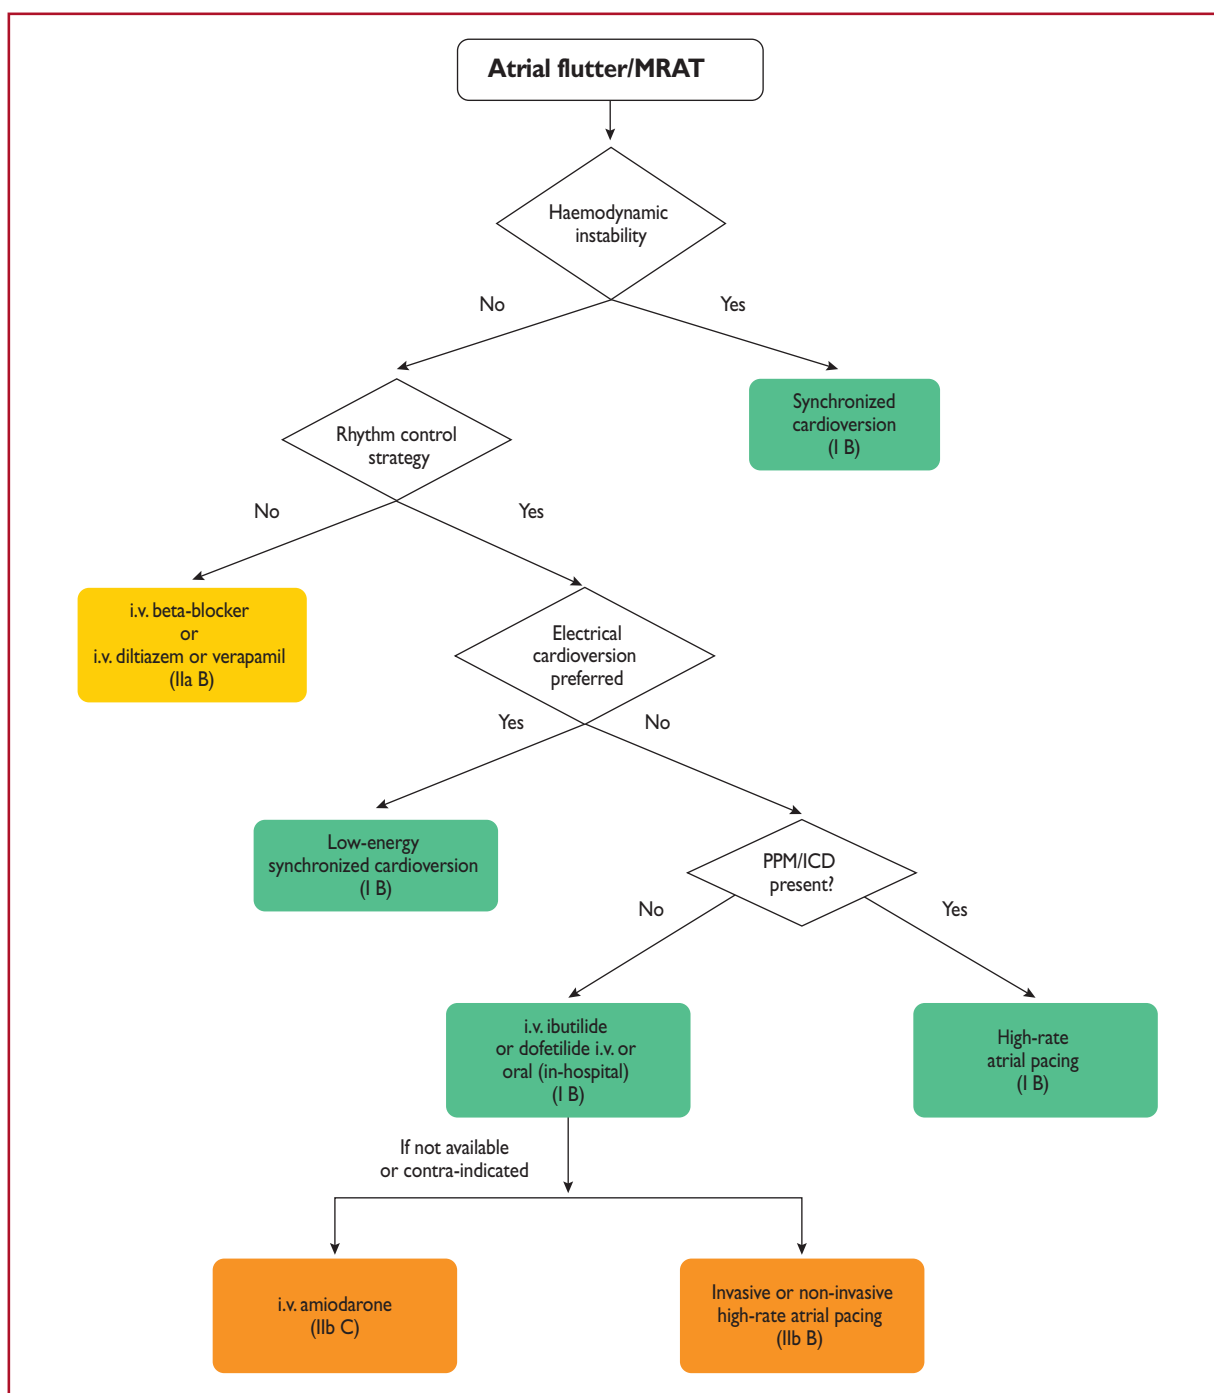 Atrial flutter/MRAT
Haemodynamic
instability
No
Yes
Rhythm control
strategy
Synchronized
cardioversion
(I B)
No
Yes
i.v. beta-blocker
or
i.v. diltiazem or verapamil
(IIa B)
Electrical
cardioversion
preferred
Yes
No
Low-energy
synchronized cardioversion
(I B)
PPM/ICD
present?
No
Yes
i.v. ibutilide
or dofetilide i.v. or
oral (in-hospital)
(I B)
High-rate
atrial pacing
(I B)
If not available
or contra-indicated
i.v. amiodarone
(IIb C)
Invasive or non-invasive
high-rate atrial pacing
(IIb B)